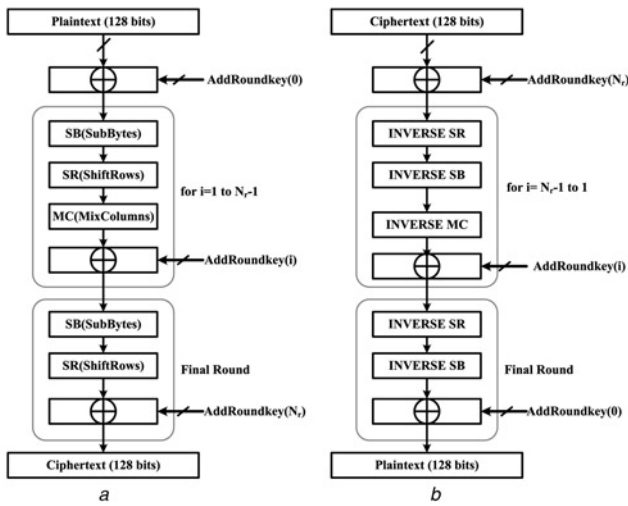 Plaintext (128 bits)
AddRoundkey(0)
SB(SubBytes)
SR(ShiftRows)
for i=1 to Nr-1
MC(MixColumns)
AddRoundkey(i)
SB(SubBytes)
SR(ShiftRows)
Final Round
AddRoundkey(Nr)
Ciphertext (128 bits)
a
Ciphertext (128 bits)
AddRoundkey(Nr)
INVERSE SR
INVERSE SB
for i= Nr-1 to 1
INVERSE MC
AddRoundkey(i)
INVERSE SR
INVERSE SB
Final Round
AddRoundkey(0)
Plaintext (128 bits)
b